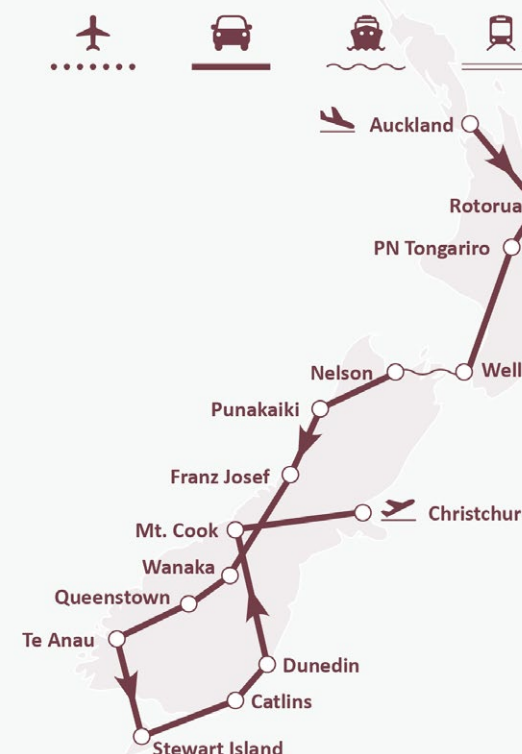 Auckland
Rotorua
PN Tongariro
Well
Nelson
Punakaiki
Franz Josef
Christchur
Mt. Cook
Wanaka
Queenstown
Te Anau
Dunedin
Catlins
Stewart Island